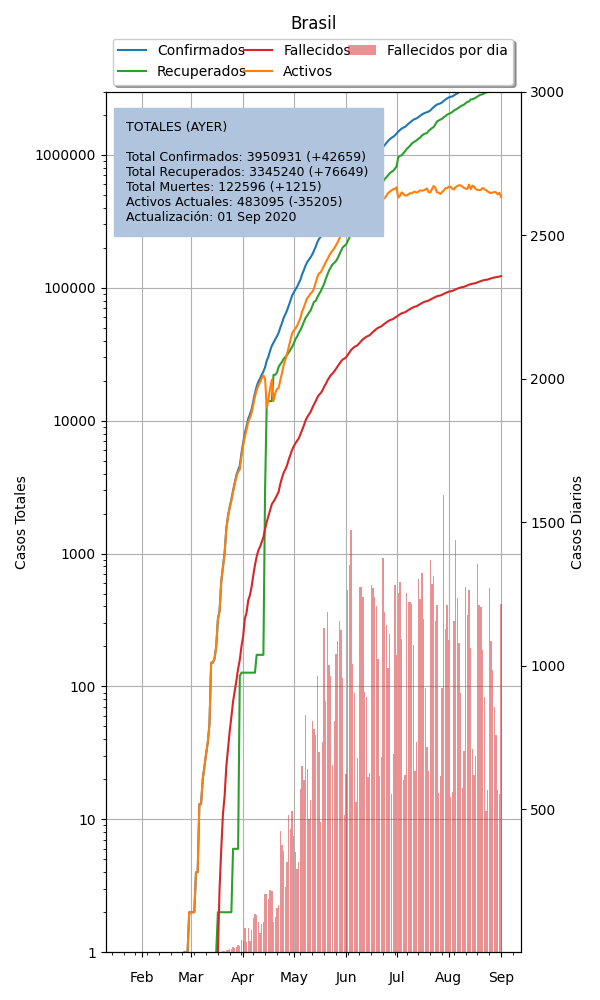 Brasil
Confirmados
Recuperados
Fallecidos
Activos
Fallecidos por dia
TOTALES (AYER)
Total Confirmados: 3950931 (+42659)
Total Recuperados: 3345240 (+76649)
Total Muertes: 122596 (+1215)
Activos Actuales: 483095 (-35205)
Actualización: 01 Sep 2020
Casos Totales
1000000
100000
10000
1000
100
10
1
3000
2500
2000
1500
1000
500
Casos Diarios
Feb Mar Apr May Jun Jul Aug Sep